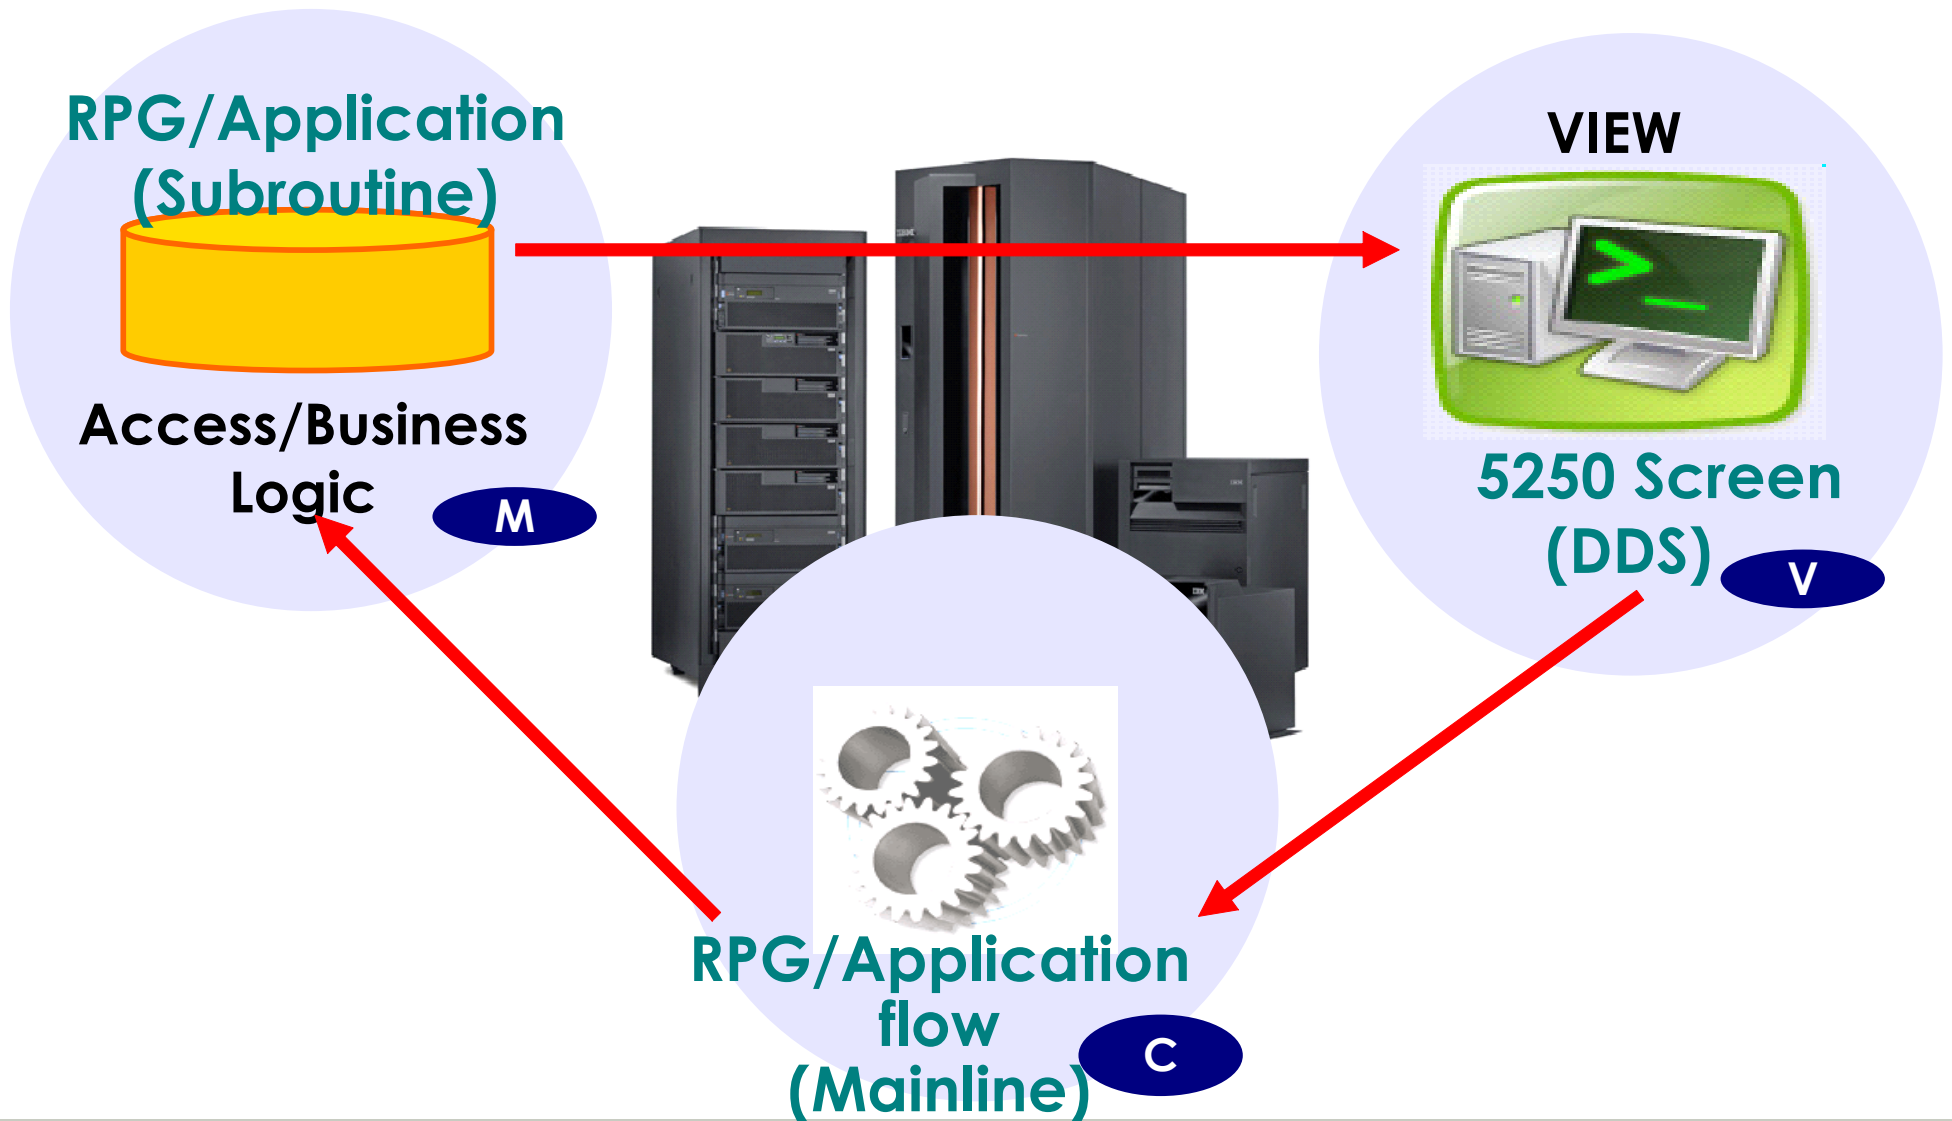 RPG/Application
(Subroutine)
Access/Business
Logic
M
VIEW
5250 Screen
(DDS)
V
RPG/Application
flow
(Mainline)
C